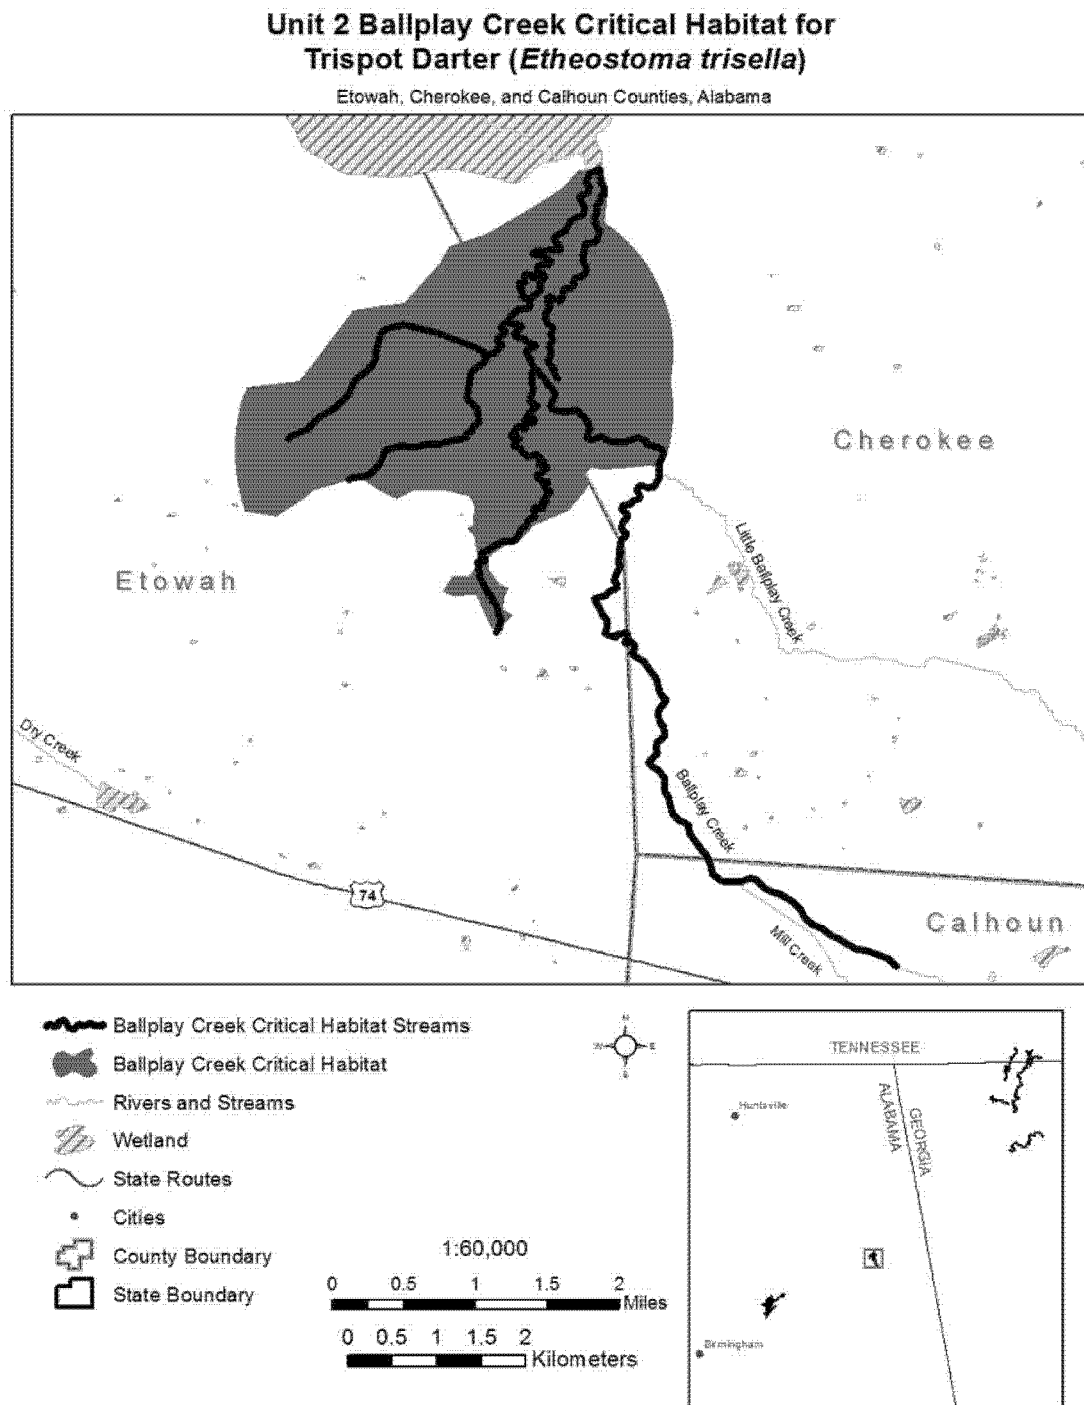 Unit 2 Ballplay Creek Critical Habitat for
Trispot Darter (Etheostoma trisella)
Etowah, Cherokee, and Calhoun Counties, Alabama
Cherokee
Little Ballplay Creek
Etowah
Dry Creek
Ballplay Creek
74
Calhoun
Mill Creek
Ballplay Creek Critical Habitat Streams
Ballplay Creek Critical Habitat
Rivers and Streams
Wetland
State Routes
Cities
County Boundary
State Boundary
N
W E
S
1:60,000
0 0.5 1 1.5 2
Miles
0 0.5 1 1.5 2
Kilometers
TENNESSEE
Huntsville
ALABAMA
GEORGIA
Birmingham